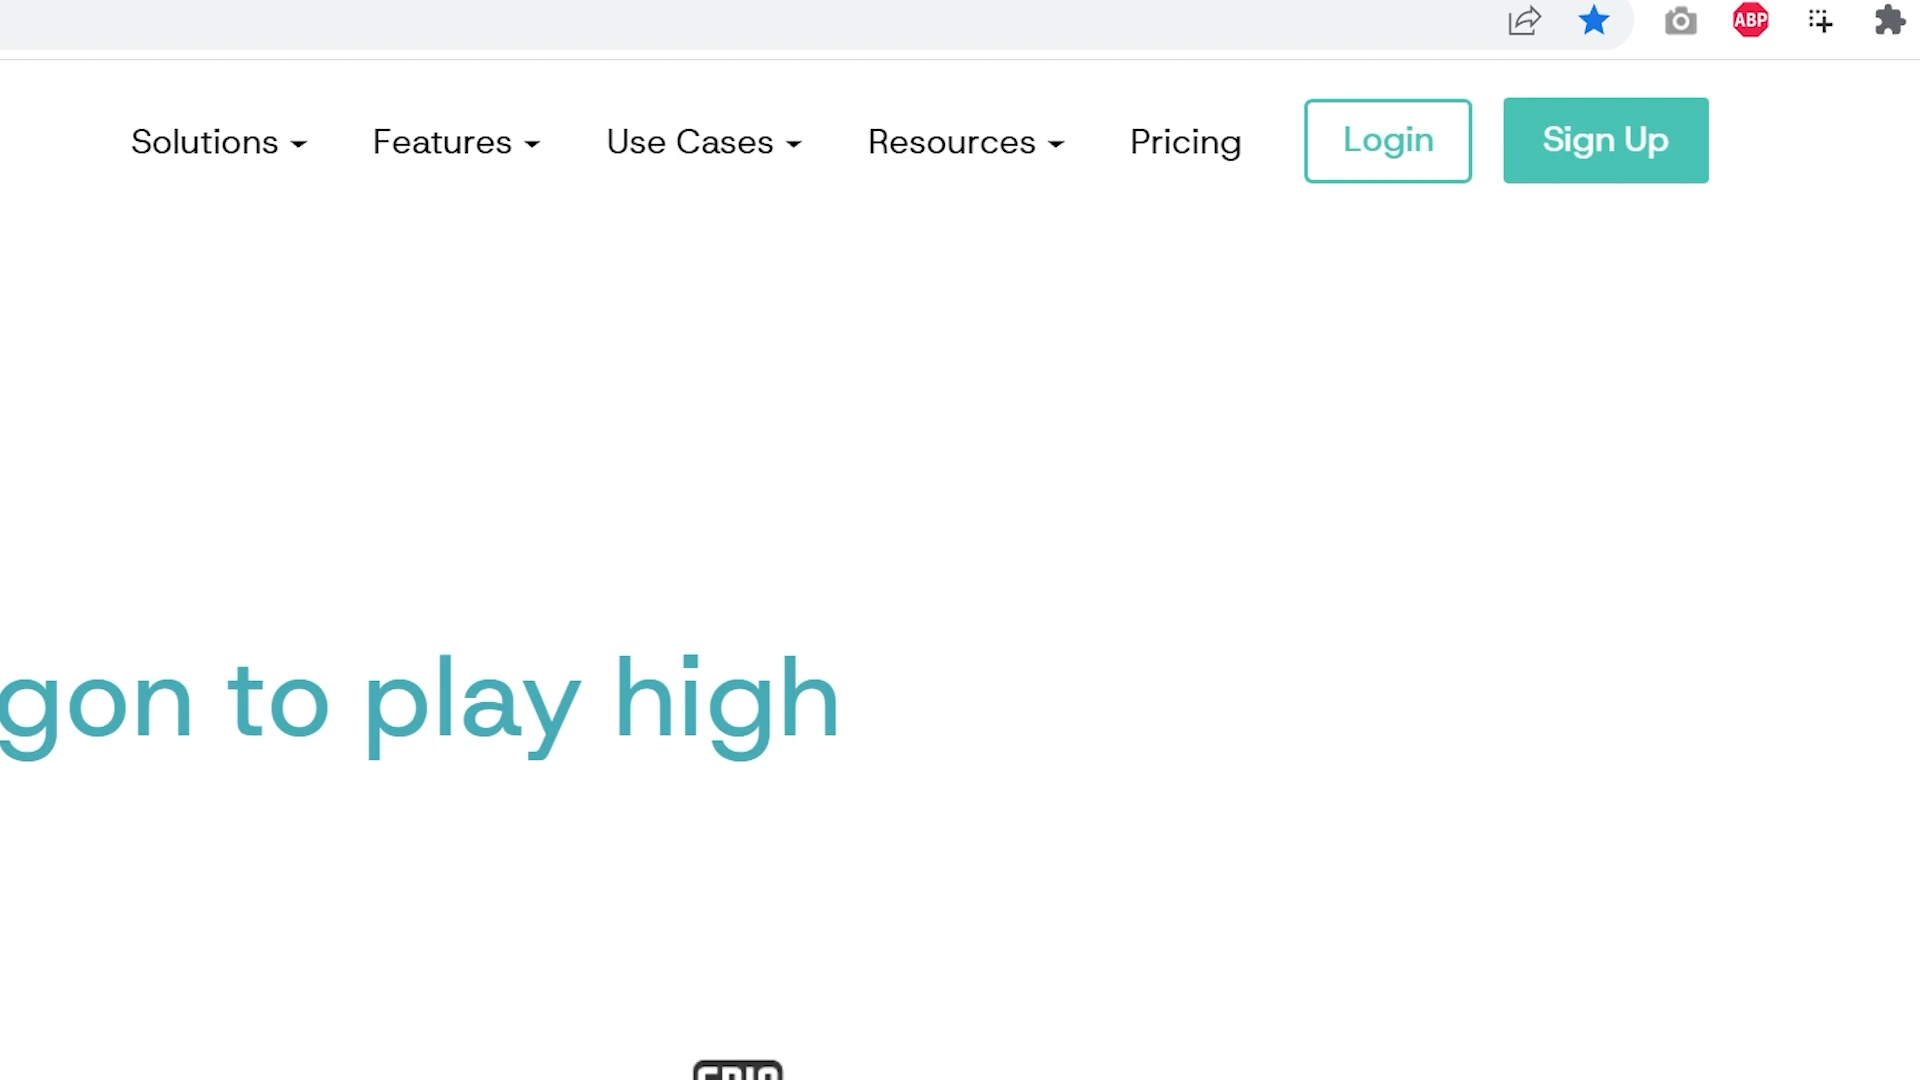 ABP
Solutions Features Use Cases Resources Pricing Login Sign Up
gon to play high